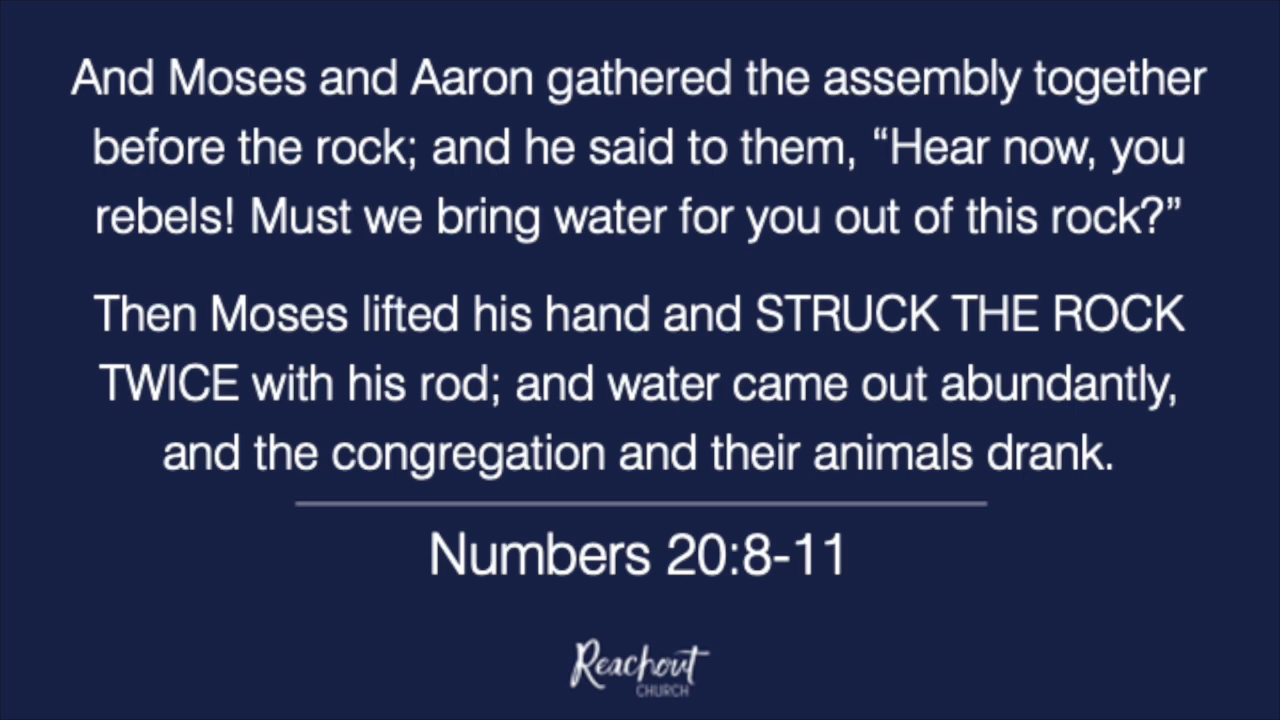 And Moses and Aaron gathered the assembly together
before the rock; and he said to them, “Hear now, you
rebels! Must we bring water for you out of this rock?”
Then Moses lifted his hand and STRUCK THE ROCK
TWICE with his rod; and water came out abundantly,
and the congregation and their animals drank.
Numbers 20:8-11
Reachout
CHURCH